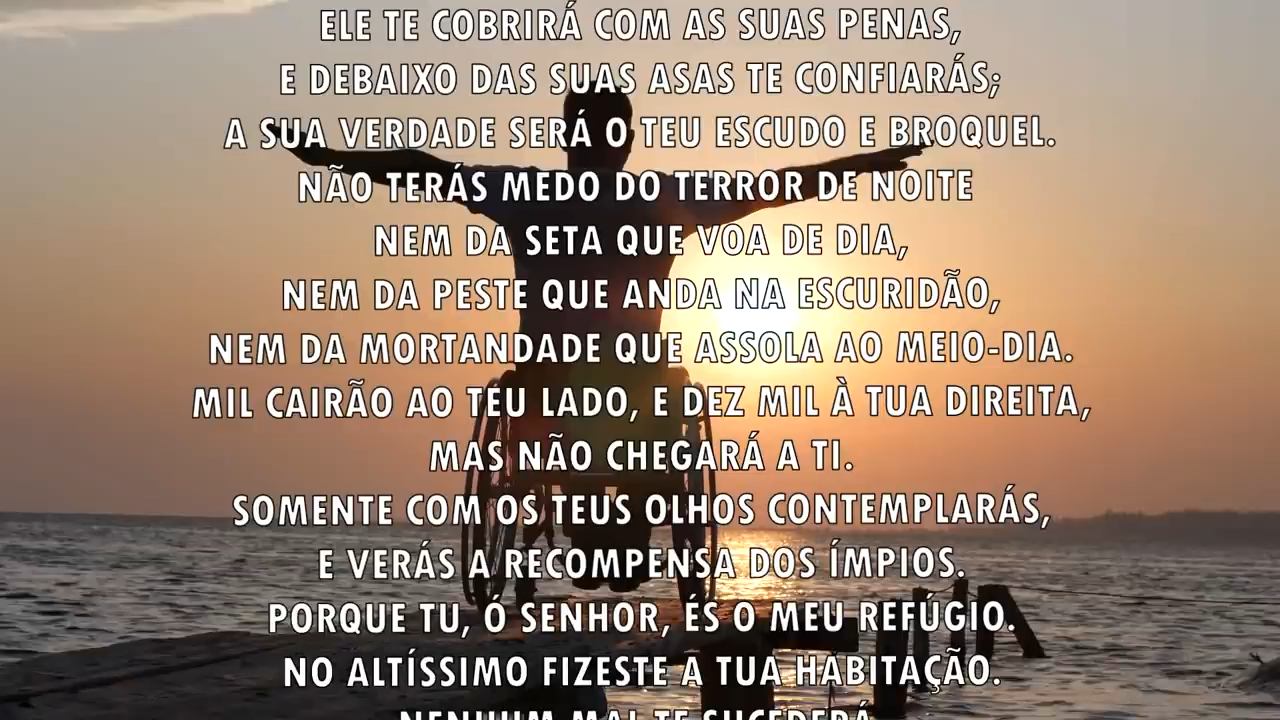 ELE TE COBRIRÁ COM AS SUAS PENAS,
E DEBAIXO DAS SUAS ASAS TE CONFIARÁS;
A SUA VERDADE SERÁ O TEU ESCUDO E BROQUEL.
NÃO TERÁS MEDO DO TERROR DE NOITE
NEM DA SETA QUE VOA DE DIA,
NEM DA PESTE QUE ANDA NA ESCURIDÃO,
NEM DA MORTANDADE QUE ASSOLA AO MEIO-DIA.
MIL CAIRÃO AO TEU LADO, E DEZ MIL À TUA DIREITA,
MAS NÃO CHEGARÁ A TI.
SOMENTE COM OS TEUS OLHOS CONTEMPLARÁS,
E VERÁS A RECOMPENSA DOS ÍMPIOS.
PORQUE TU, Ó SENHOR, ÉS O MEU REFÚGIO.
NO ALTÍSSIMO FIZESTE A TUA HABITAÇÃO.
NENHUM MAL TE SUCEDERÁ